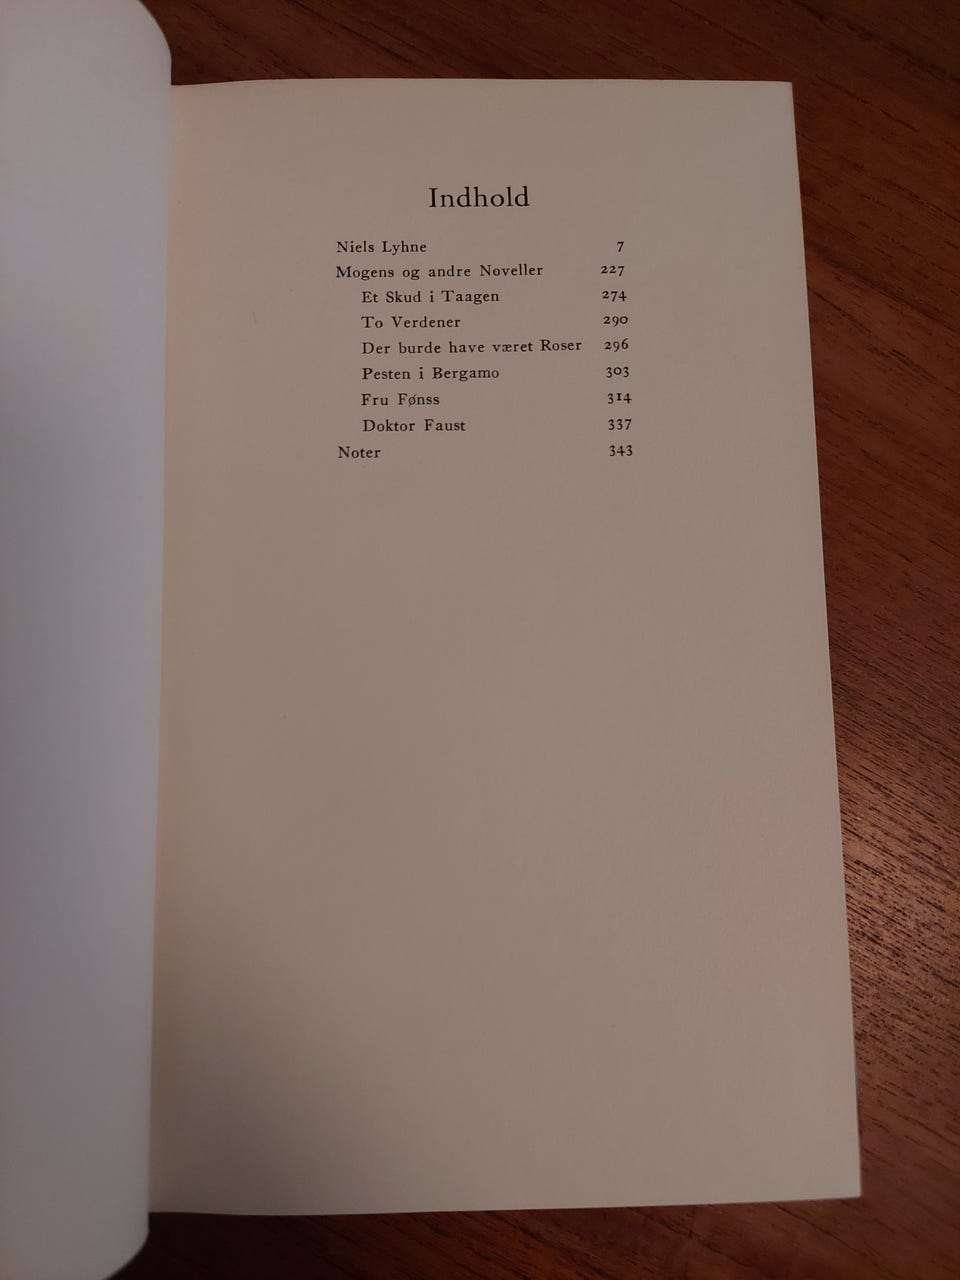 Indhold
Niels Lyhne 7
Mogens og andre Noveller 227
Et Skud i Taagen 274
To Verdener 290
Der burde have været Roser 296
Pesten i Bergamo 303
Fru Fønss 314
Doktor Faust 337
Noter 343